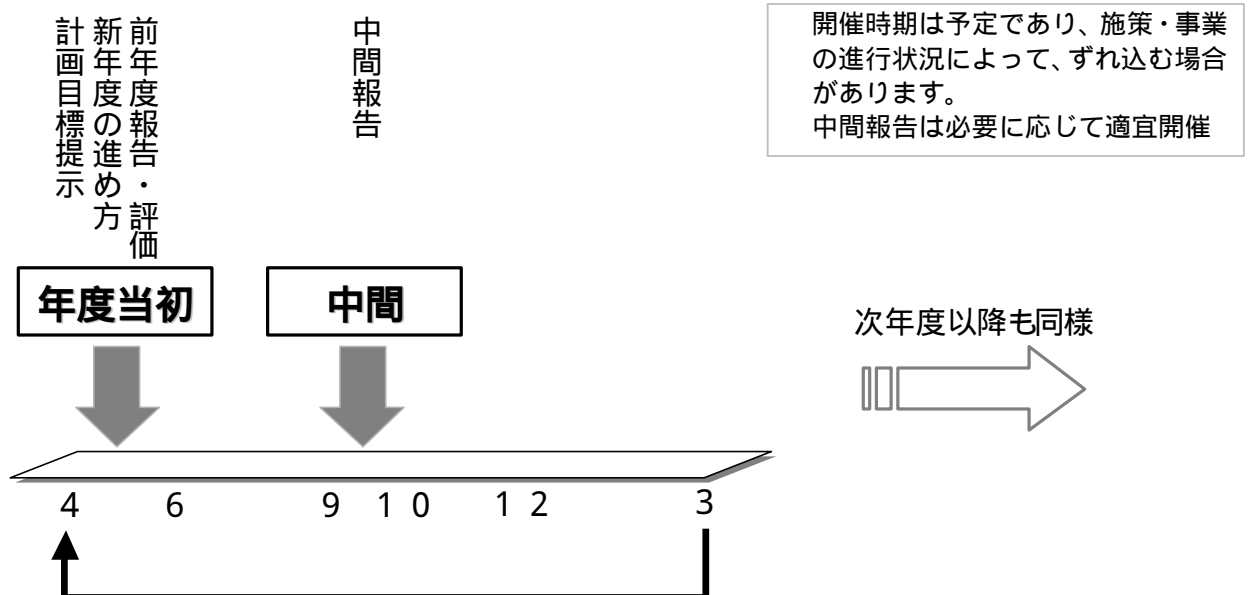 前年度報告・評価
新年度の進め方
計画目標提示
中間報告
開催時期は予定であり、施策・事業
の進行状況によって、ずれ込む場合
があります。
中間報告は必要に応じて適宜開催
年度当初
中間
次年度以降も同様
4 6 9 10 12 3